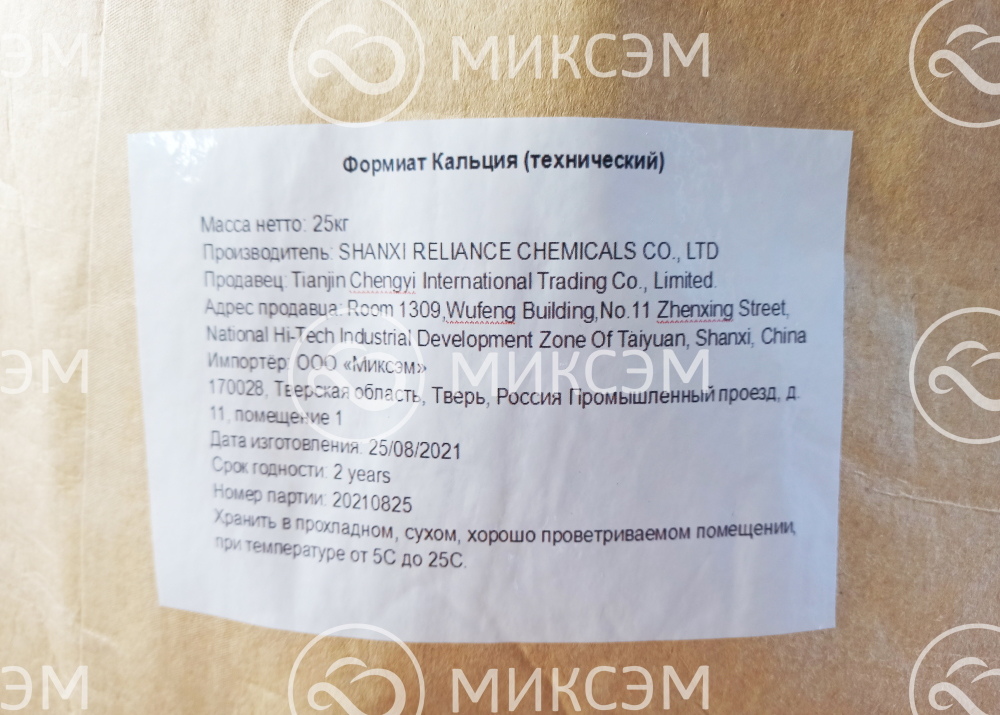 ЭМ
МИКСЭМ
Формиат Кальция (технический)
Масса нетто: 25кг
Производитель: SHANXI RELIANCE CHEMICALS CO., LTD
Продавец: Tianjin Chengyi International Trading Co., Limited.
Адрес продавца: Room 1309,Wufeng Building,No.11 Zhenxing Street,
National Hi-Tech Industrial Development Zone Of Taiyuan, Shanxi, China
Импортер: ООО «Миксэм»
170028, Тверская область, Тверь, Россия Промышленный проезд, д.
11, помещение 1
Дата изготовления: 25/08/2021
Срок годности: 2 years
Номер партии: 20210825
Хранить в прохладном, сухом, хорошо проветриваемом помещении,
при температуре от 5С до 25С.
ЭМ
МИКСЭМ
ЭМ
МИКСЭМ